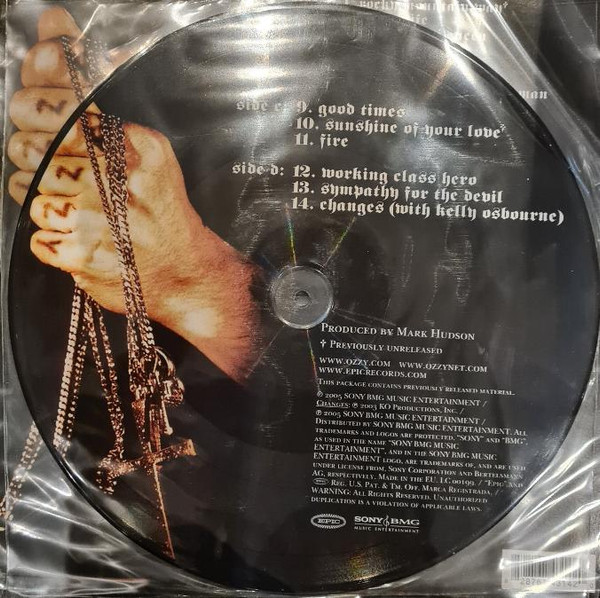 man
side c: 9. good times
10. sunshine of your love
11. fire
side d: 12. working class hero
13. sympathy for the devil
14. changes (with kelly osbourne)
OZZY
Produced by Mark Hudson
† Previously unreleased
www.ozzy.com www.ozzynet.com
www.epicrecords.com
This package contains previously released material.
℗ 2005 SONY BMG MUSIC ENTERTAINMENT /
Changes: ℗ 2003 KO Productions, Inc. /
℗ 2005 SONY BMG MUSIC ENTERTAINMENT /
Distributed by SONY BMG MUSIC ENTERTAINMENT. All
trademarks and logos are protected. "SONY" and "BMG",
as used in the name "SONY BMG MUSIC
ENTERTAINMENT", and in the SONY BMG MUSIC
ENTERTAINMENT logo, are trademarks of, and are used
under license from, Sony Corporation and Bertelsmann
AG, respectively. Made in the EU. LC 00199. / "Epic" and
EPIC Reg. U.S. Pat. & Tm. Off. Marca Registrada. /
WARNING: All Rights Reserved. Unauthorized
duplication is a violation of applicable laws.
EPIC SONY BMG
MUSIC ENTERTAINMENT